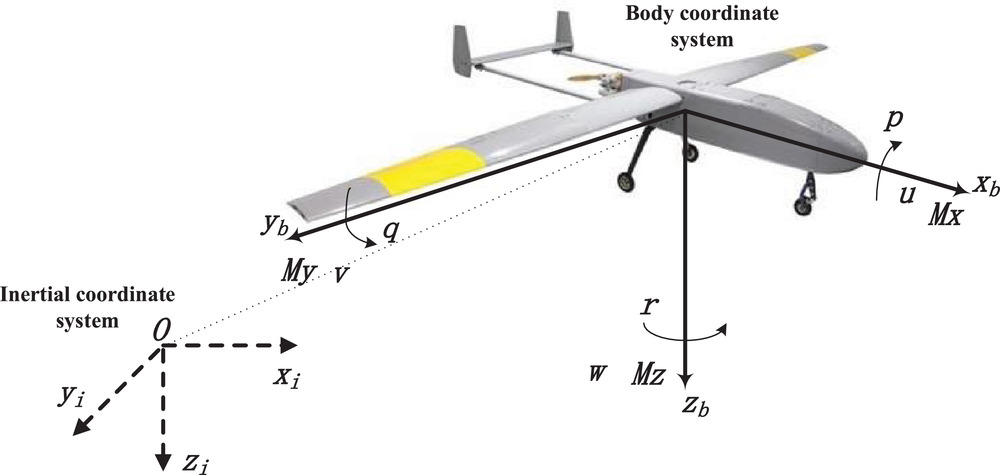 Body coordinate
system
p
x_b
u
Mx
y_b
q
My v
Inertial coordinate
system
O
x_i
y_i
z_i
r
w
Mz
z_b